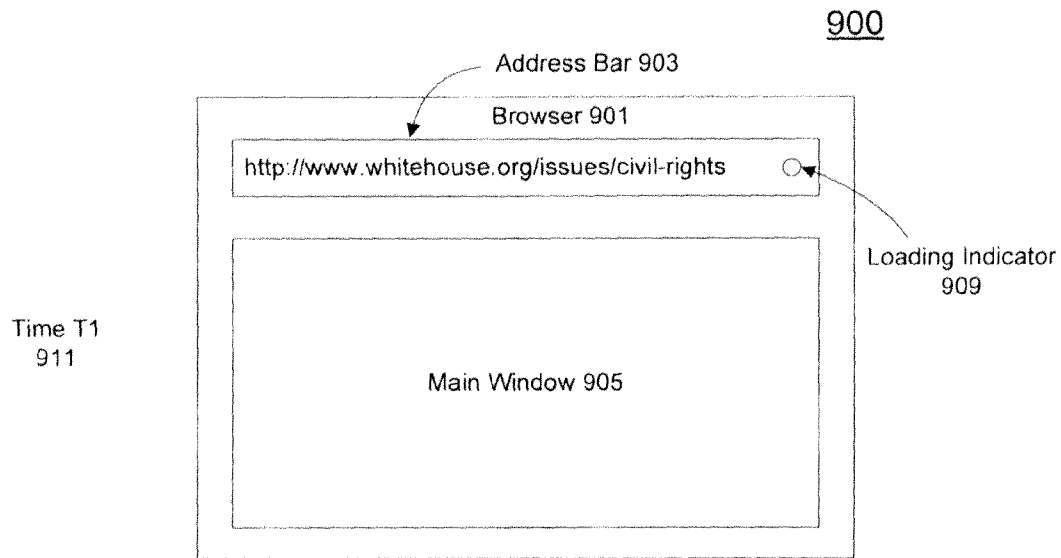 900
Address Bar 903
Browser 901
http://www.whitehouse.org/issues/civil-rights
Loading Indicator
909
Time T1
911
Main Window 905